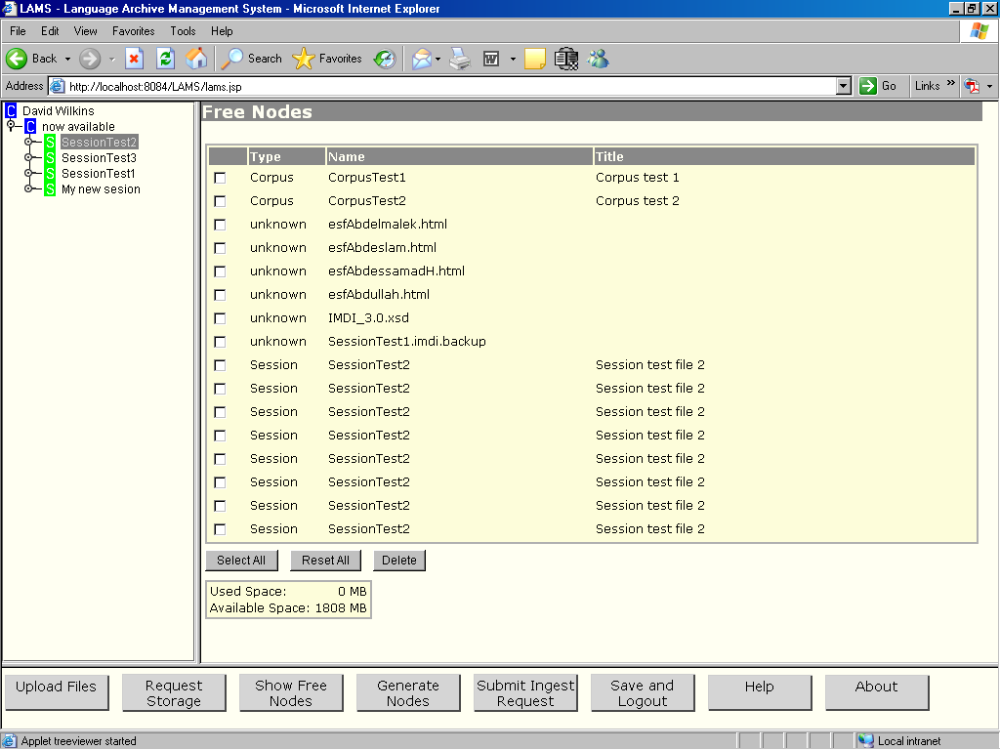 LAMS - Language Archive Management System - Microsoft Internet Explorer
File Edit View Favorites Tools Help
Back Search Favorites
Address http://localhost:8084/LAMS/lams.jsp Go Links »
C David Wilkins
C now available
S SessionTest2
S SessionTest3
S SessionTest1
S My new sesion
Free Nodes
Type Name Title
Corpus CorpusTest1 Corpus test 1
Corpus CorpusTest2 Corpus test 2
unknown esfAbdelmalek.html
unknown esfAbdeslam.html
unknown esfAbdessamadH.html
unknown esfAbdullah.html
unknown IMDI_3.0.xsd
unknown SessionTest1.imdi.backup
Session SessionTest2 Session test file 2
Session SessionTest2 Session test file 2
Session SessionTest2 Session test file 2
Session SessionTest2 Session test file 2
Session SessionTest2 Session test file 2
Session SessionTest2 Session test file 2
Session SessionTest2 Session test file 2
Session SessionTest2 Session test file 2
Select All Reset All Delete
Used Space: 0 MB
Available Space: 1808 MB
Upload Files
Request
Storage
Show Free
Nodes
Generate
Nodes
Submit Ingest
Request
Save and
Logout
Help
About
Applet treeviewer started Local intranet